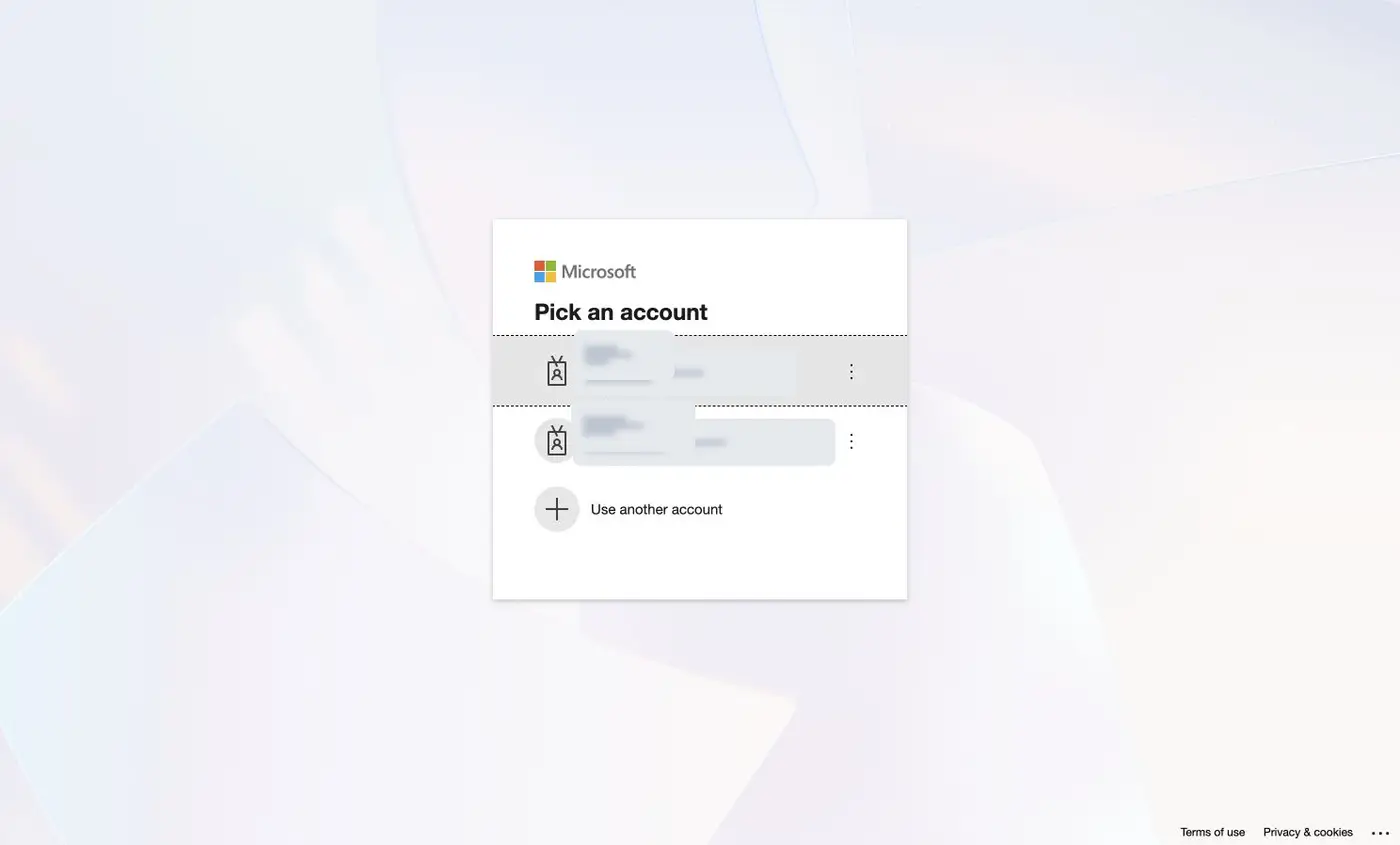 Microsoft
Pick an account
Use another account
Terms of use Privacy & cookies